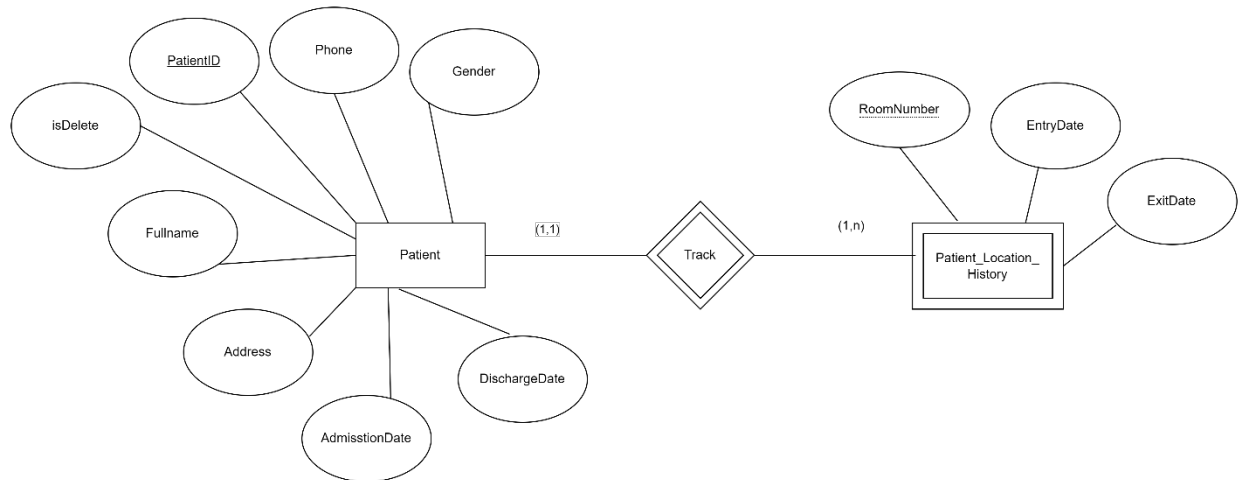 PatientID
Phone
Gender
isDelete
Fullname
Address
AdmisstionDate
DischargeDate
Patient
(1,1)
Track
(1,n)
RoomNumber
EntryDate
ExitDate
Patient_Location_
History